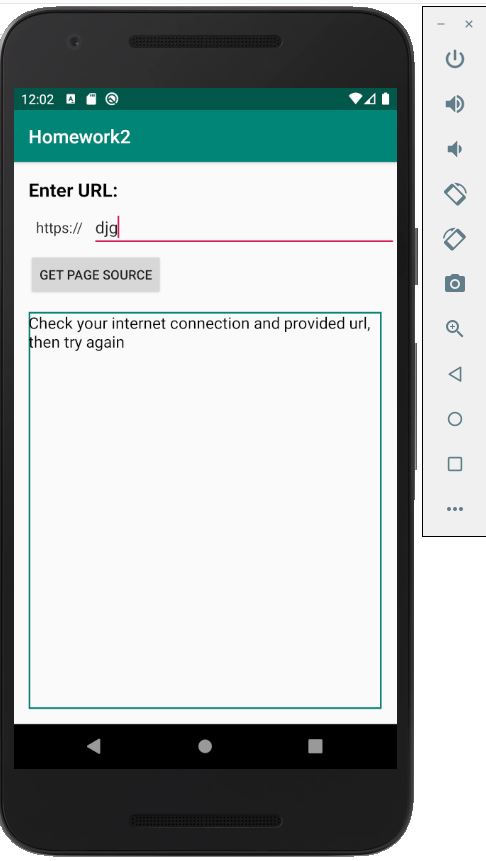 12:02
Homework2
Enter URL:
https:// djg
GET PAGE SOURCE
Check your internet connection and provided url,
then try again